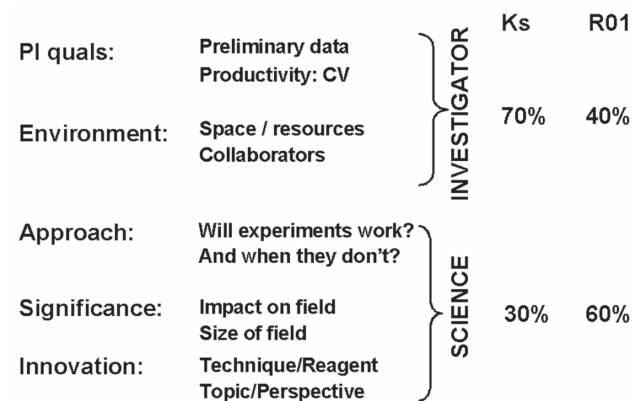 Ks R01
PI quals: Preliminary data
Productivity: CV
INVESTIGATOR
70% 40%
Environment: Space / resources
Collaborators
Approach: Will experiments work?
And when they don't?
SCIENCE
Significance: Impact on field
30% 60%
Size of field
Innovation: Technique/Reagent
Topic/Perspective